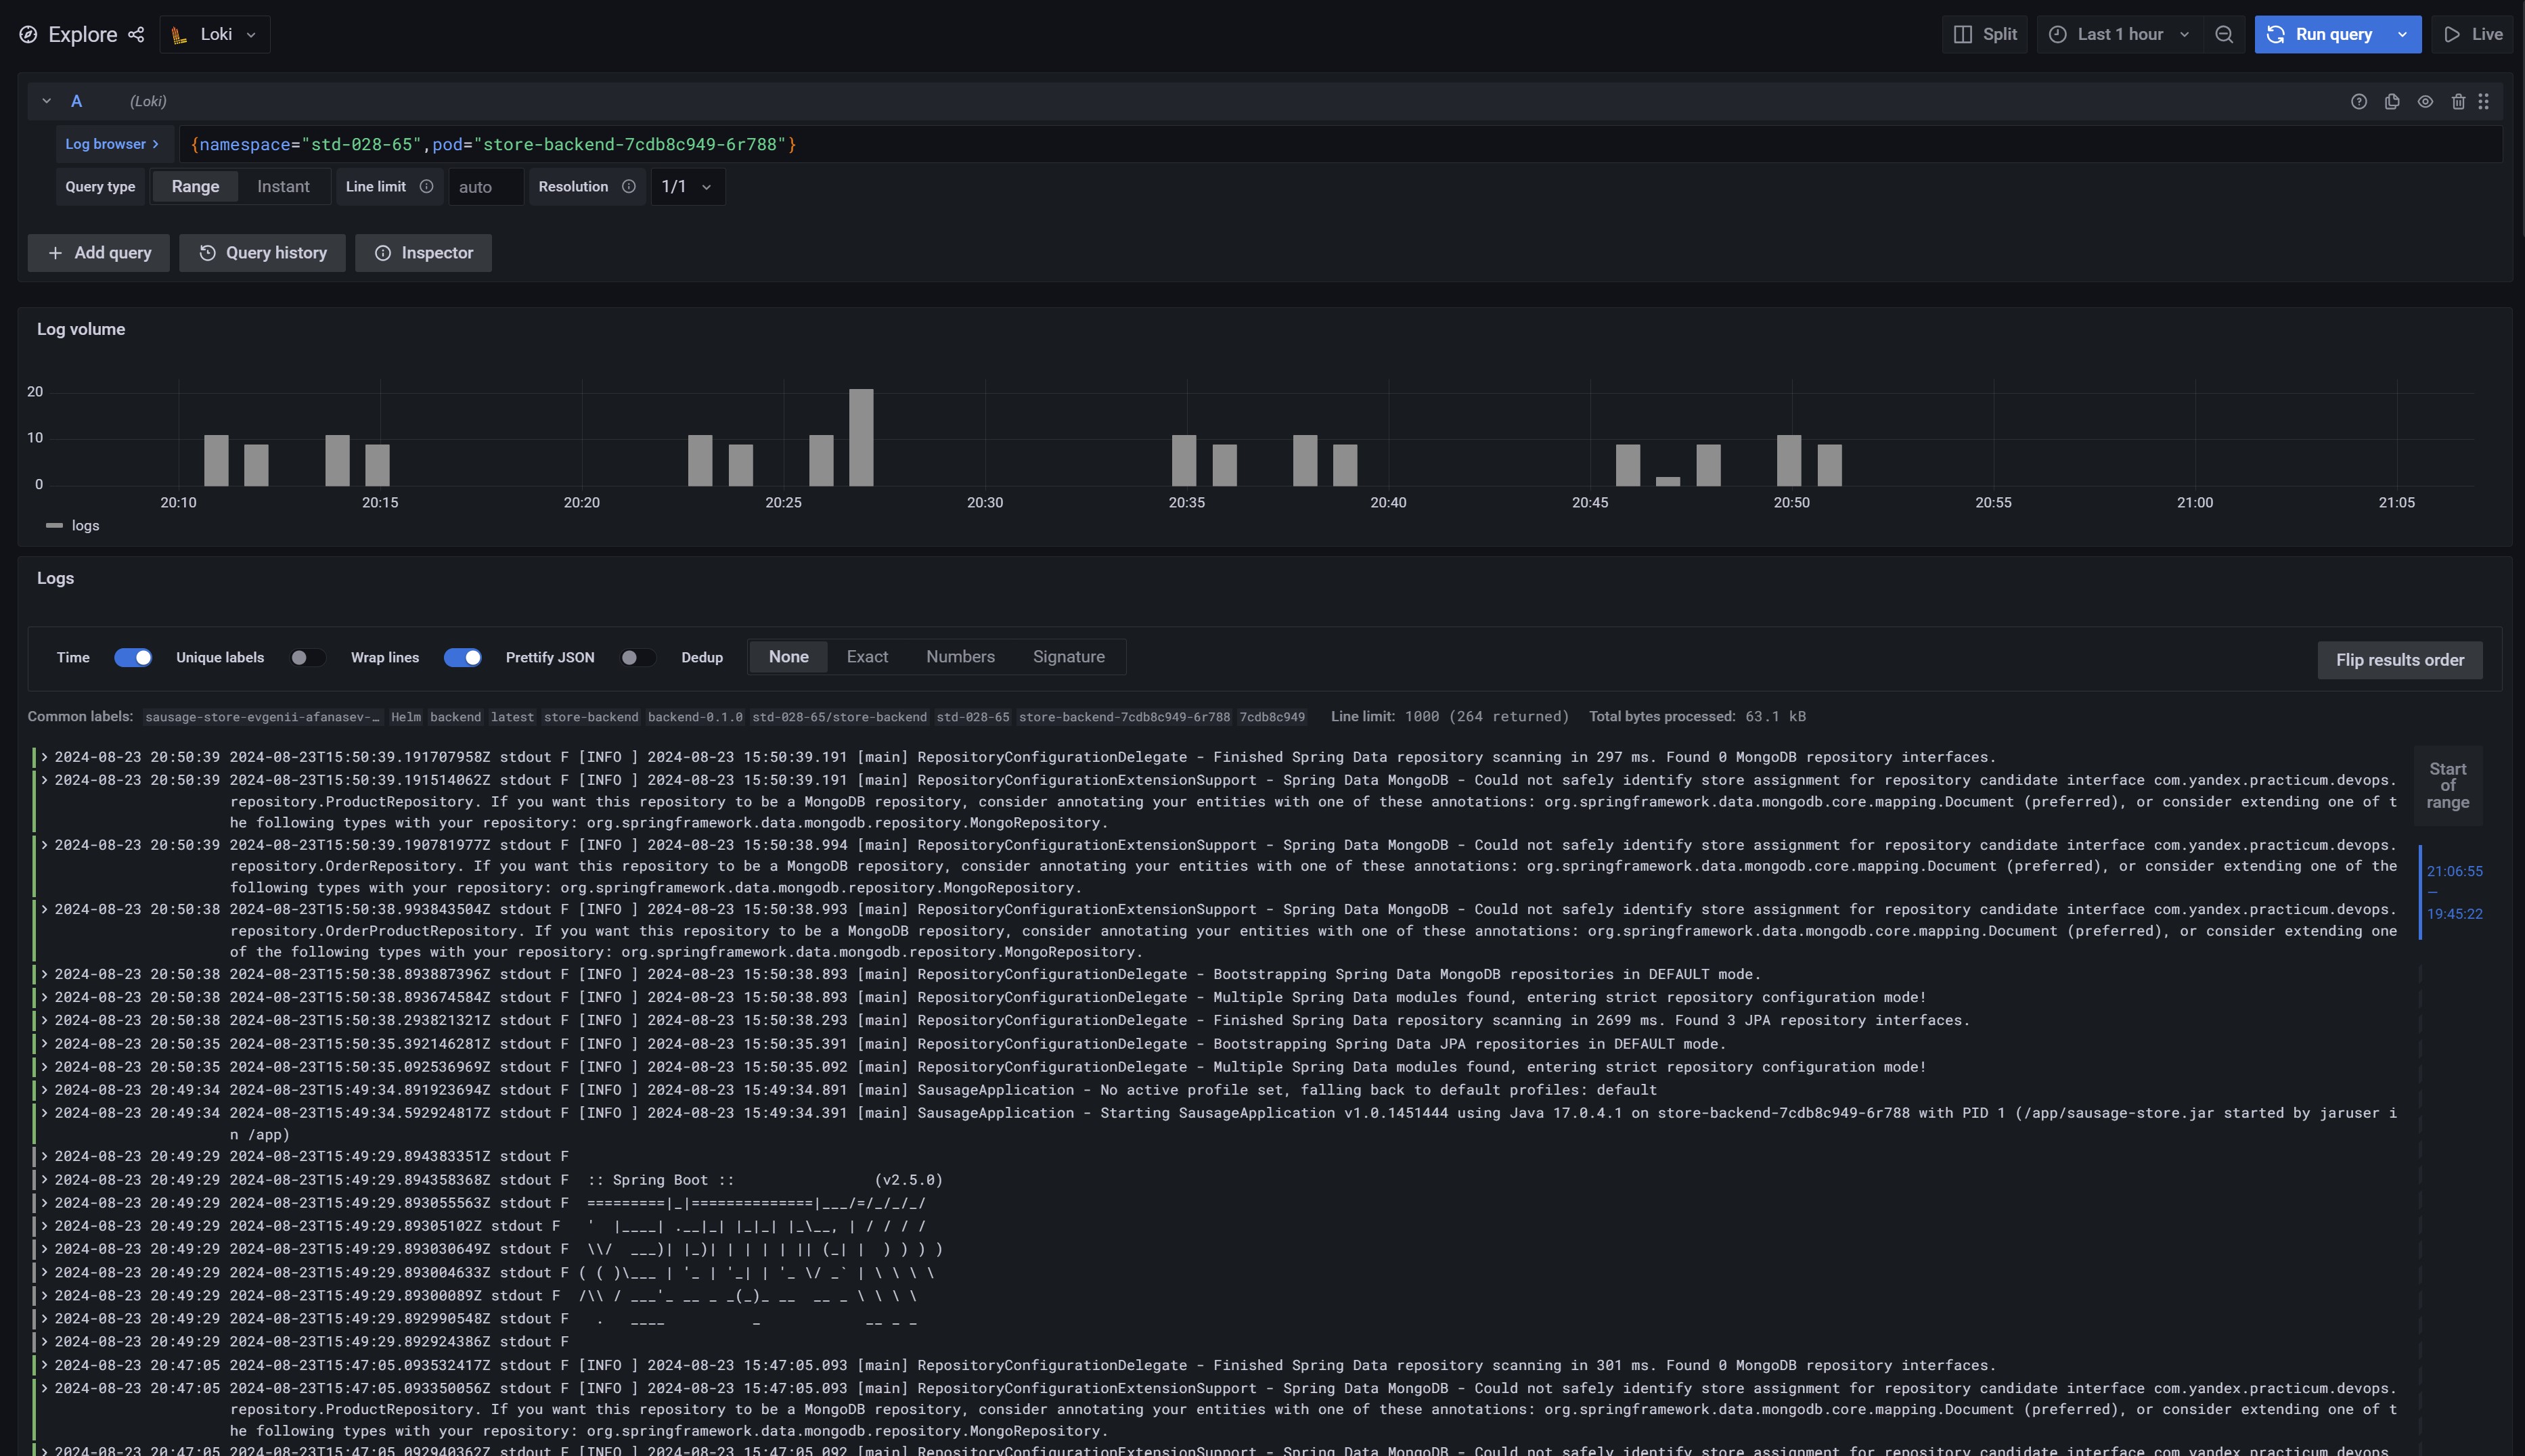 Explore Loki Split Last 1 hour Run query Live
A (Loki)
Log browser > {namespace="std-028-65",pod="store-backend-7cdb8c949-6r788"}
Query type Range Instant Line limit auto Resolution 1/1
+ Add query Query history Inspector
Log volume
20
10
0
20:10 20:15 20:20 20:25 20:30 20:35 20:40 20:45 20:50 20:55 21:00 21:05
logs
Logs
Time Unique labels Wrap lines Prettify JSON Dedup None Exact Numbers Signature Flip results order
Common labels: sausage-store-evgenii-afanasev-… Helm backend latest store-backend backend-0.1.0 std-028-65/store-backend std-028-65 store-backend-7cdb8c949-6r788 7cdb8c949 Line limit: 1000 (264 returned) Total bytes processed: 63.1 kB
> 2024-08-23 20:50:39 2024-08-23T15:50:39.191707958Z stdout F [INFO ] 2024-08-23 15:50:39.191 [main] RepositoryConfigurationDelegate - Finished Spring Data repository scanning in 297 ms. Found 0 MongoDB repository interfaces.
> 2024-08-23 20:50:39 2024-08-23T15:50:39.191514062Z stdout F [INFO ] 2024-08-23 15:50:39.191 [main] RepositoryConfigurationExtensionSupport - Spring Data MongoDB - Could not safely identify store assignment for repository candidate interface com.yandex.practicum.devops.
repository.ProductRepository. If you want this repository to be a MongoDB repository, consider annotating your entities with one of these annotations: org.springframework.data.mongodb.core.mapping.Document (preferred), or consider extending one of t
he following types with your repository: org.springframework.data.mongodb.repository.MongoRepository.
> 2024-08-23 20:50:39 2024-08-23T15:50:39.190781977Z stdout F [INFO ] 2024-08-23 15:50:38.994 [main] RepositoryConfigurationExtensionSupport - Spring Data MongoDB - Could not safely identify store assignment for repository candidate interface com.yandex.practicum.devops.
repository.OrderRepository. If you want this repository to be a MongoDB repository, consider annotating your entities with one of these annotations: org.springframework.data.mongodb.core.mapping.Document (preferred), or consider extending one of the
following types with your repository: org.springframework.data.mongodb.repository.MongoRepository.
> 2024-08-23 20:50:38 2024-08-23T15:50:38.993843504Z stdout F [INFO ] 2024-08-23 15:50:38.993 [main] RepositoryConfigurationExtensionSupport - Spring Data MongoDB - Could not safely identify store assignment for repository candidate interface com.yandex.practicum.devops.
repository.OrderProductRepository. If you want this repository to be a MongoDB repository, consider annotating your entities with one of these annotations: org.springframework.data.mongodb.core.mapping.Document (preferred), or consider extending one
of the following types with your repository: org.springframework.data.mongodb.repository.MongoRepository.
> 2024-08-23 20:50:38 2024-08-23T15:50:38.893887396Z stdout F [INFO ] 2024-08-23 15:50:38.893 [main] RepositoryConfigurationDelegate - Bootstrapping Spring Data MongoDB repositories in DEFAULT mode.
> 2024-08-23 20:50:38 2024-08-23T15:50:38.893674584Z stdout F [INFO ] 2024-08-23 15:50:38.893 [main] RepositoryConfigurationDelegate - Multiple Spring Data modules found, entering strict repository configuration mode!
> 2024-08-23 20:50:38 2024-08-23T15:50:38.293821321Z stdout F [INFO ] 2024-08-23 15:50:38.293 [main] RepositoryConfigurationDelegate - Finished Spring Data repository scanning in 2699 ms. Found 3 JPA repository interfaces.
> 2024-08-23 20:50:35 2024-08-23T15:50:35.392146281Z stdout F [INFO ] 2024-08-23 15:50:35.391 [main] RepositoryConfigurationDelegate - Bootstrapping Spring Data JPA repositories in DEFAULT mode.
> 2024-08-23 20:50:35 2024-08-23T15:50:35.092536969Z stdout F [INFO ] 2024-08-23 15:50:35.092 [main] RepositoryConfigurationDelegate - Multiple Spring Data modules found, entering strict repository configuration mode!
> 2024-08-23 20:49:34 2024-08-23T15:49:34.891923694Z stdout F [INFO ] 2024-08-23 15:49:34.891 [main] SausageApplication - No active profile set, falling back to default profiles: default
> 2024-08-23 20:49:34 2024-08-23T15:49:34.592924817Z stdout F [INFO ] 2024-08-23 15:49:34.391 [main] SausageApplication - Starting SausageApplication v1.0.1451444 using Java 17.0.4.1 on store-backend-7cdb8c949-6r788 with PID 1 (/app/sausage-store.jar started by jaruser i
n /app)
> 2024-08-23 20:49:29 2024-08-23T15:49:29.894383351Z stdout F
> 2024-08-23 20:49:29 2024-08-23T15:49:29.894358368Z stdout F  :: Spring Boot ::                (v2.5.0)
> 2024-08-23 20:49:29 2024-08-23T15:49:29.893055563Z stdout F  =========|_|==============|___/=/_/_/_/
> 2024-08-23 20:49:29 2024-08-23T15:49:29.89305102Z stdout F   '  |____| .__|_| |_|_| |_\__, | / / / /
> 2024-08-23 20:49:29 2024-08-23T15:49:29.893030649Z stdout F  \\/  ___)| |_)| | | | | || (_| |  ) ) ) )
> 2024-08-23 20:49:29 2024-08-23T15:49:29.893004633Z stdout F ( ( )\___ | '_ | '_| | '_ \/ _` | \ \ \ \
> 2024-08-23 20:49:29 2024-08-23T15:49:29.89300089Z stdout F  /\\ / ___'_ __ _ _(_)_ __  __ _ \ \ \ \
> 2024-08-23 20:49:29 2024-08-23T15:49:29.892990548Z stdout F   .   ____          _            __ _ _
> 2024-08-23 20:49:29 2024-08-23T15:49:29.892924386Z stdout F
> 2024-08-23 20:47:05 2024-08-23T15:47:05.093532417Z stdout F [INFO ] 2024-08-23 15:47:05.093 [main] RepositoryConfigurationDelegate - Finished Spring Data repository scanning in 301 ms. Found 0 MongoDB repository interfaces.
> 2024-08-23 20:47:05 2024-08-23T15:47:05.093350056Z stdout F [INFO ] 2024-08-23 15:47:05.093 [main] RepositoryConfigurationExtensionSupport - Spring Data MongoDB - Could not safely identify store assignment for repository candidate interface com.yandex.practicum.devops.
repository.ProductRepository. If you want this repository to be a MongoDB repository, consider annotating your entities with one of these annotations: org.springframework.data.mongodb.core.mapping.Document (preferred), or consider extending one of t
he following types with your repository: org.springframework.data.mongodb.repository.MongoRepository.
> 2024-08-23 20:47:05 2024-08-23T15:47:05.092940362Z stdout F [INFO ] 2024-08-23 15:47:05.092 [main] RepositoryConfigurationExtensionSupport - Spring Data MongoDB - Could not safely identify store assignment for repository candidate interface com.yandex.practicum.devops.
Start
of
range
21:06:55
—
19:45:22